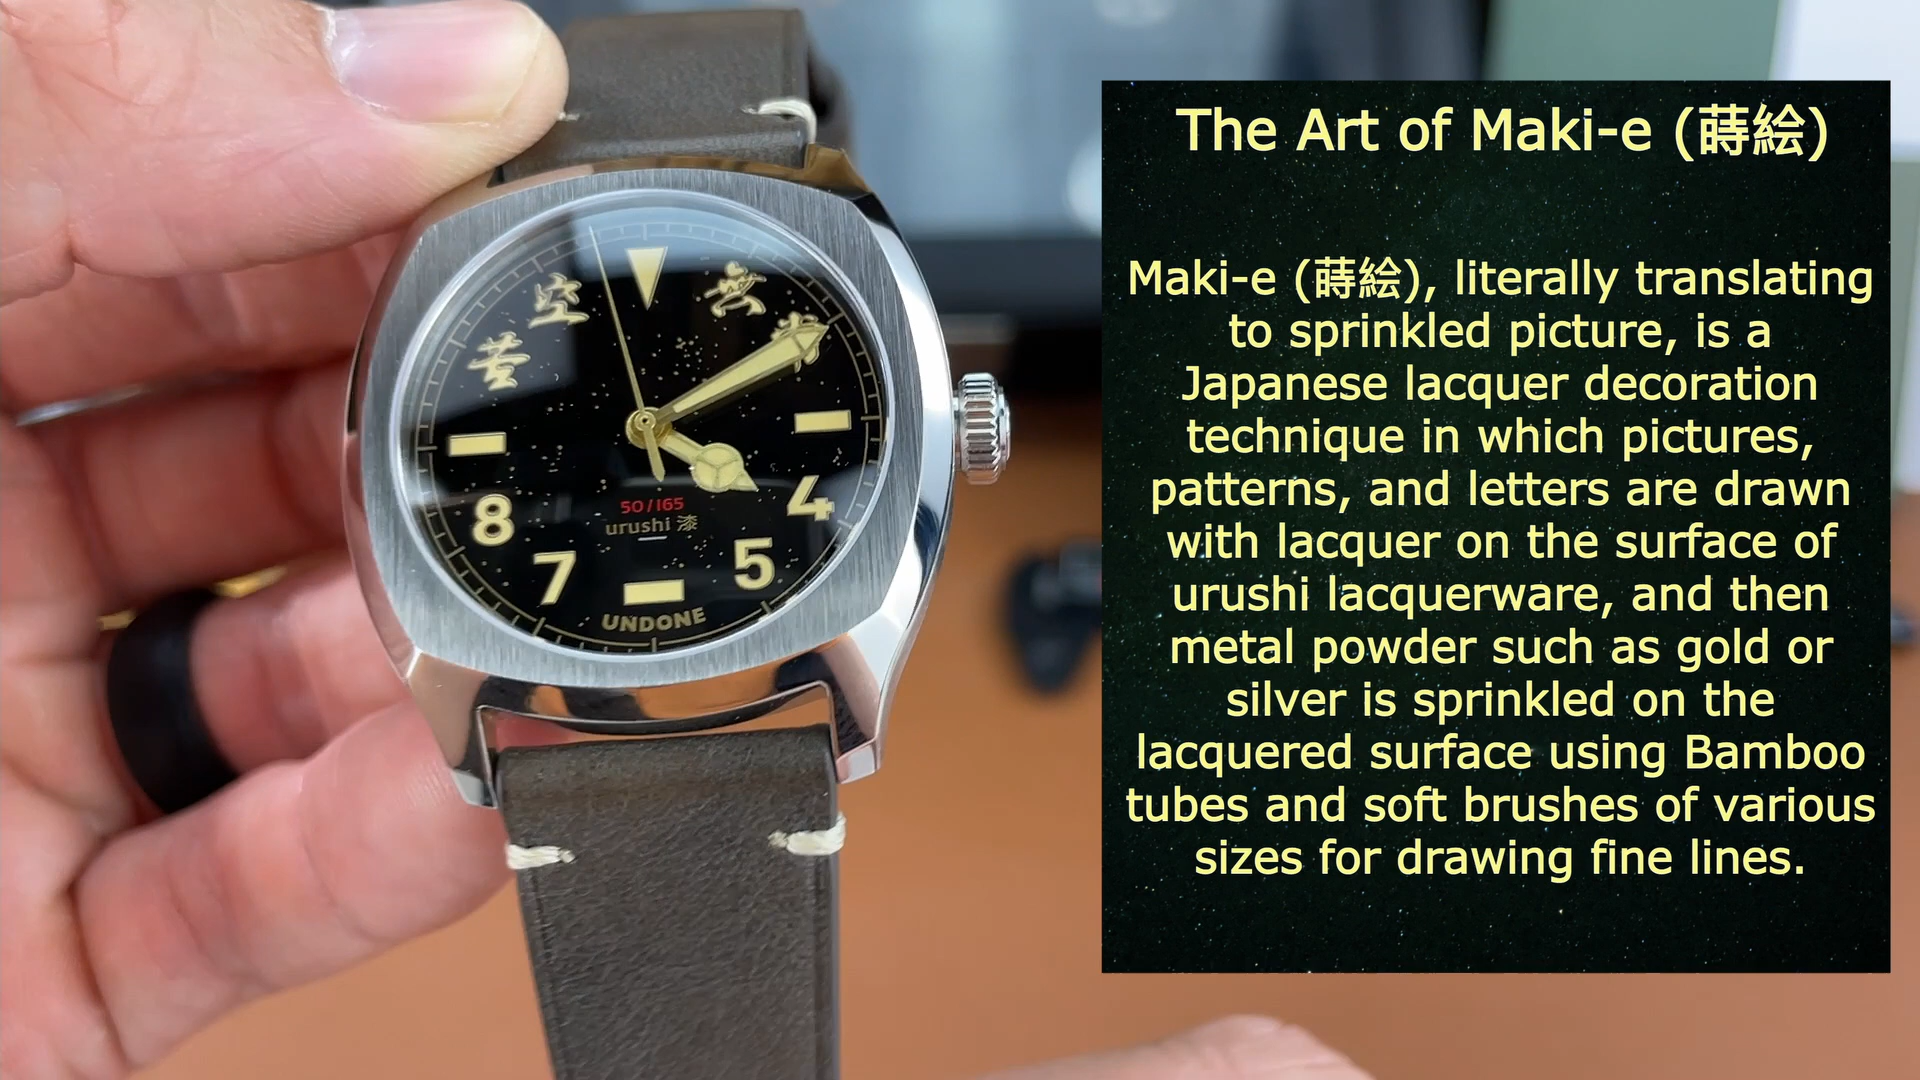 空
無
苦
4
8
50/165
urushi 漆
7
5
UNDONE
The Art of Maki-e (蒔絵)
Maki-e (蒔絵), literally translating
to sprinkled picture, is a
Japanese lacquer decoration
technique in which pictures,
patterns, and letters are drawn
with lacquer on the surface of
urushi lacquerware, and then
metal powder such as gold or
silver is sprinkled on the
lacquered surface using Bamboo
tubes and soft brushes of various
sizes for drawing fine lines.